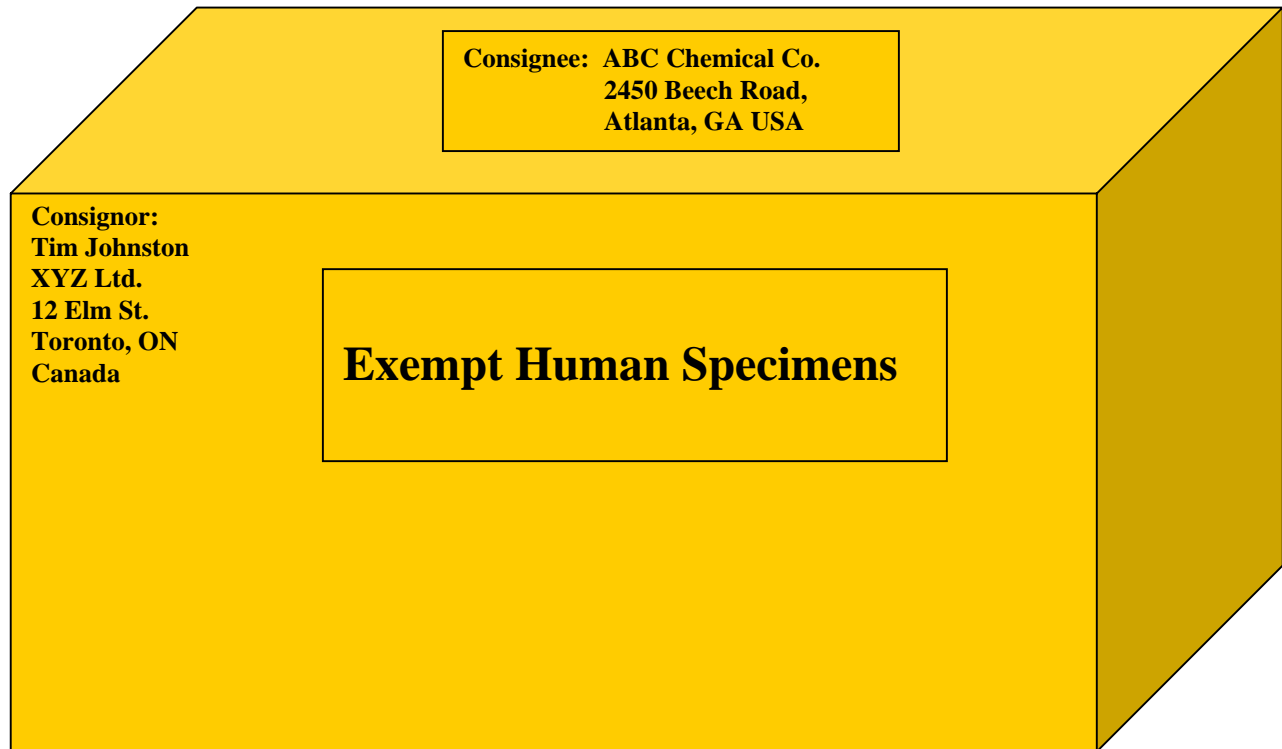 Consignee: ABC Chemical Co.
2450 Beech Road,
Atlanta, GA USA
Consignor:
Tim Johnston
XYZ Ltd.
12 Elm St.
Toronto, ON
Canada
Exempt Human Specimens